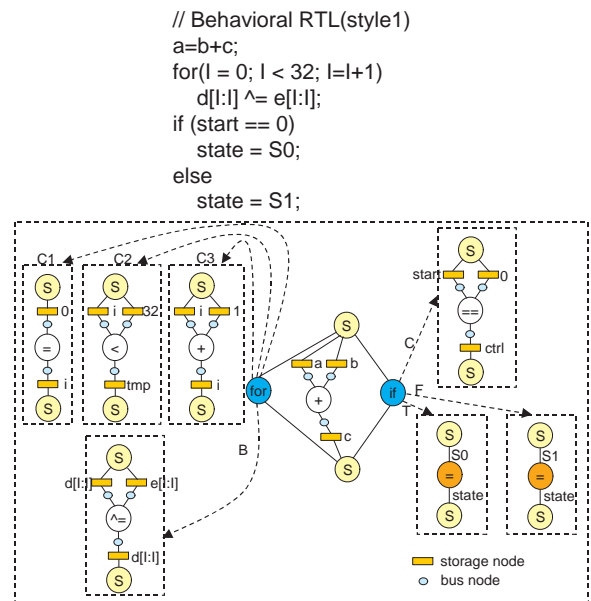 // Behavioral RTL(style1)
a=b+c;
for(I = 0; I < 32; I=I+1)
d[I:I] ^= e[I:I];
if (start == 0)
state = S0;
else
state = S1;
C1 C2 C3
S S S S
0 i 32 i 1 start 0
= < + ==
i tmp i ctrl
S S S S
S
a b
+
c
S
for if
C
F
T
B
S S
S0 S1
= =
state state
S S
S
d[I:I] e[I:I]
^=
d[I:I]
S
storage node
bus node